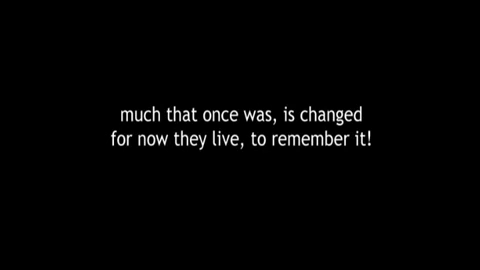 much that once was, is changed
for now they live, to remember it!